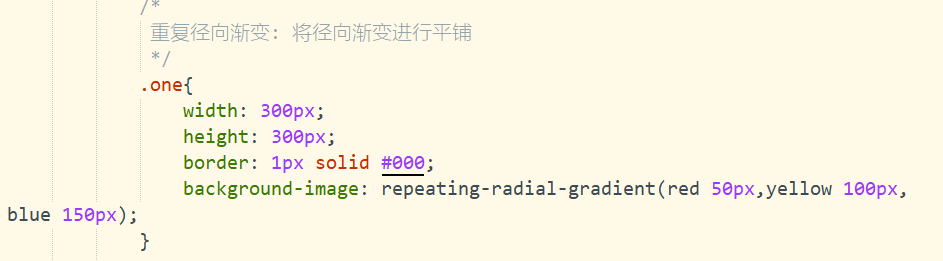 /*
重复径向渐变: 将径向渐变进行平铺
*/
.one{
width: 300px;
height: 300px;
border: 1px solid #000;
background-image: repeating-radial-gradient(red 50px,yellow 100px,
blue 150px);
}